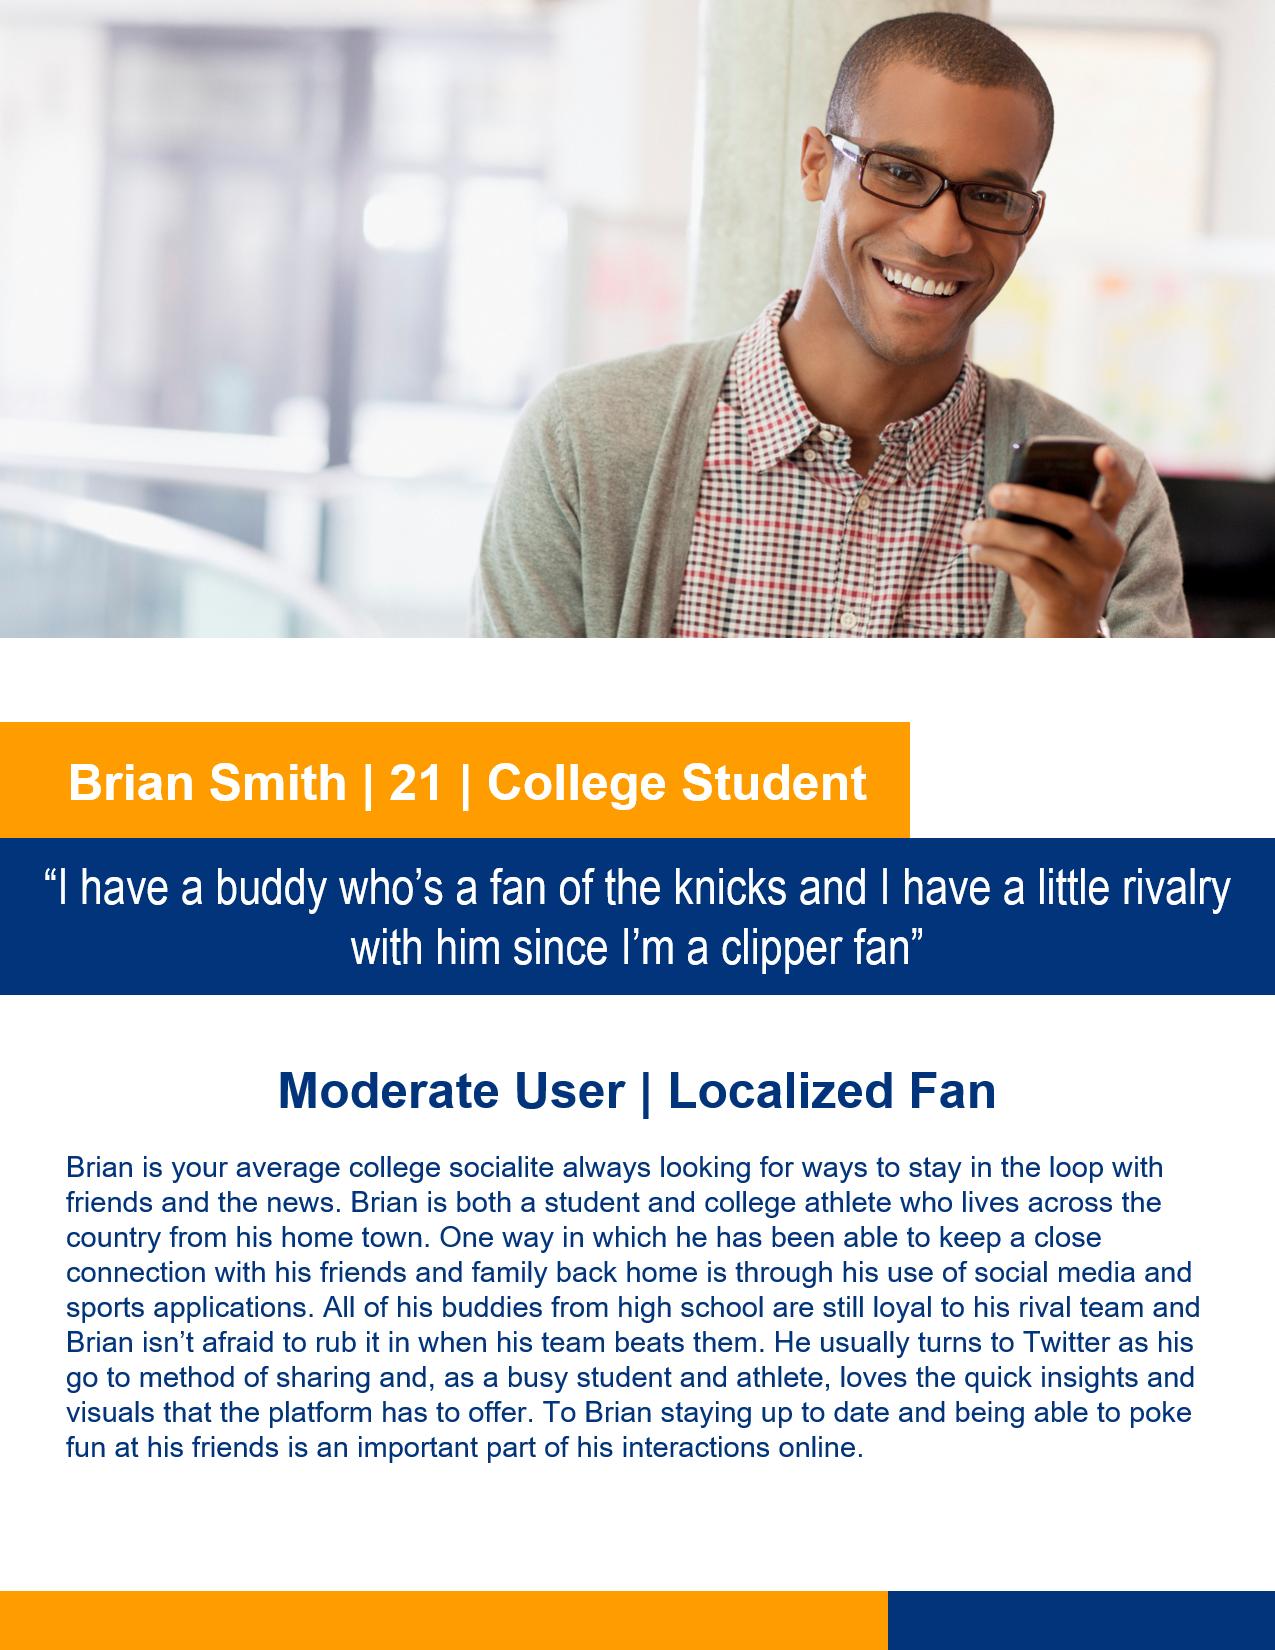 Brian Smith | 21 | College Student
“I have a buddy who’s a fan of the knicks and I have a little rivalry
with him since I’m a clipper fan”
Moderate User | Localized Fan
Brian is your average college socialite always looking for ways to stay in the loop with
friends and the news. Brian is both a student and college athlete who lives across the
country from his home town. One way in which he has been able to keep a close
connection with his friends and family back home is through his use of social media and
sports applications. All of his buddies from high school are still loyal to his rival team and
Brian isn’t afraid to rub it in when his team beats them. He usually turns to Twitter as his
go to method of sharing and, as a busy student and athlete, loves the quick insights and
visuals that the platform has to offer. To Brian staying up to date and being able to poke
fun at his friends is an important part of his interactions online.